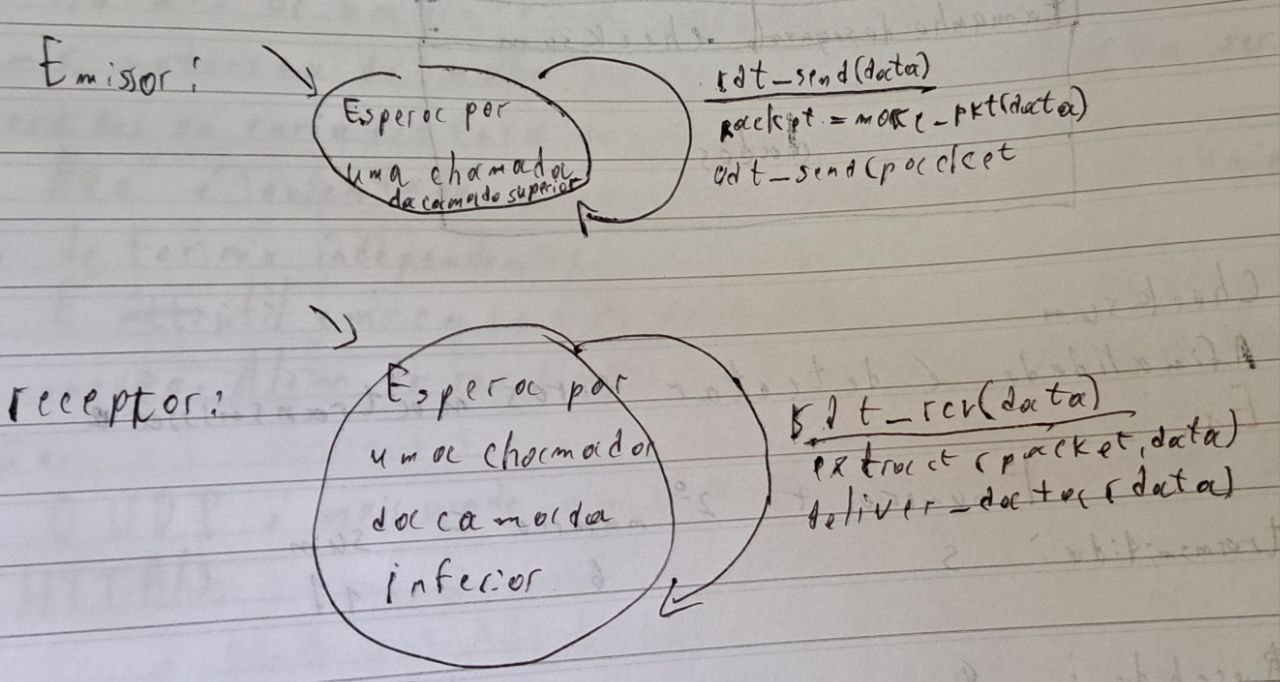 Emissor:
Espera por
uma chamada
da camada superior
rdt_send(data)
packpt = make_pkt(data)
udt_send(packet
receptor:
Espera por
uma chamada
da camada
inferior
rdt_rcv(data)
extract (packet, data)
deliver_data (data)